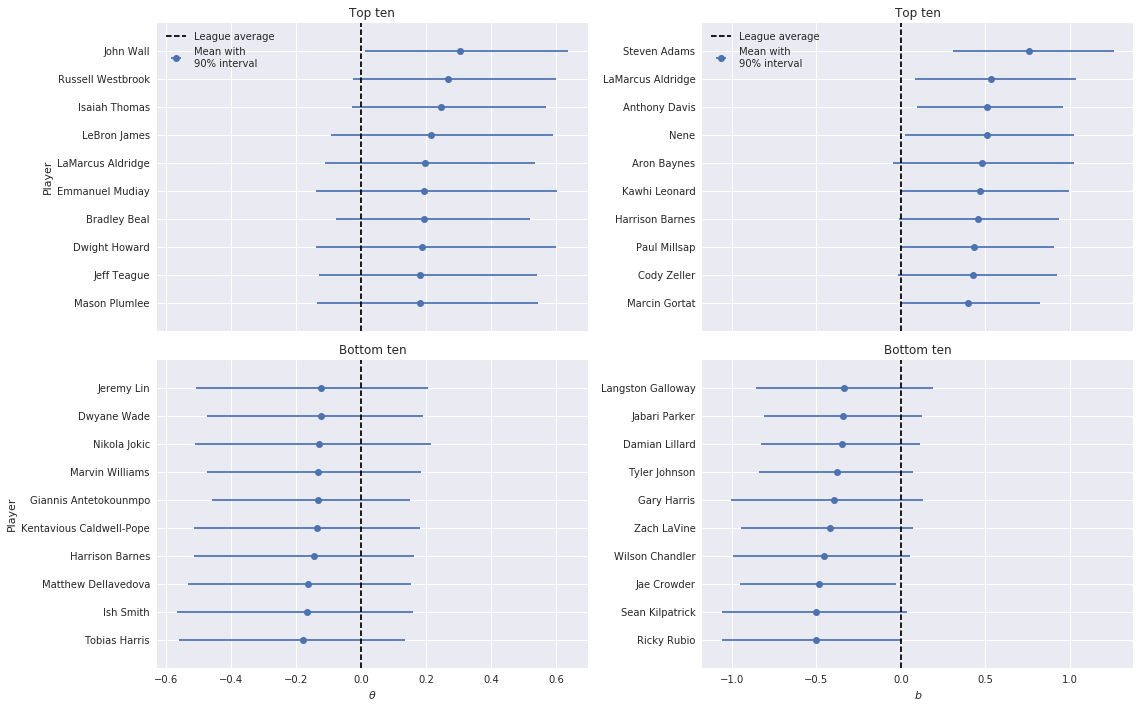 Top ten
League average
Mean with
90% interval
Player
John Wall
Russell Westbrook
Isaiah Thomas
LeBron James
LaMarcus Aldridge
Emmanuel Mudiay
Bradley Beal
Dwight Howard
Jeff Teague
Mason Plumlee
Top ten
League average
Mean with
90% interval
Steven Adams
LaMarcus Aldridge
Anthony Davis
Nene
Aron Baynes
Kawhi Leonard
Harrison Barnes
Paul Millsap
Cody Zeller
Marcin Gortat
Bottom ten
Player
Jeremy Lin
Dwyane Wade
Nikola Jokic
Marvin Williams
Giannis Antetokounmpo
Kentavious Caldwell-Pope
Harrison Barnes
Matthew Dellavedova
Ish Smith
Tobias Harris
−0.6 −0.4 −0.2 0.0 0.2 0.4 0.6
θ
Bottom ten
Langston Galloway
Jabari Parker
Damian Lillard
Tyler Johnson
Gary Harris
Zach LaVine
Wilson Chandler
Jae Crowder
Sean Kilpatrick
Ricky Rubio
−1.0 −0.5 0.0 0.5 1.0
b